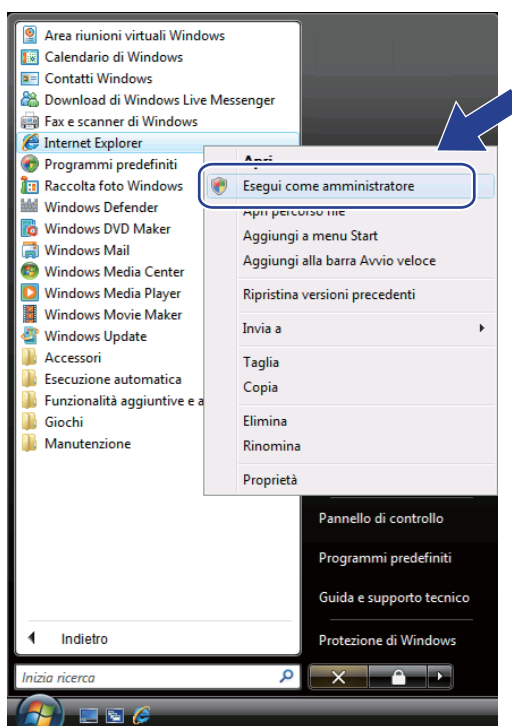 Area riunioni virtuali Windows
Calendario di Windows
Contatti Windows
Download di Windows Live Messenger
Fax e scanner di Windows
Internet Explorer
Programmi predefiniti
Raccolta foto Windows
Windows Defender
Windows DVD Maker
Windows Mail
Windows Media Center
Windows Media Player
Windows Movie Maker
Windows Update
Accessori
Esecuzione automatica
Funzionalità aggiuntive e a
Giochi
Manutenzione
Indietro
Inizia ricerca
Apri
Esegui come amministratore
Apri percorso file
Aggiungi a menu Start
Aggiungi alla barra Avvio veloce
Ripristina versioni precedenti
Invia a
Taglia
Copia
Elimina
Rinomina
Proprietà
Pannello di controllo
Programmi predefiniti
Guida e supporto tecnico
Protezione di Windows